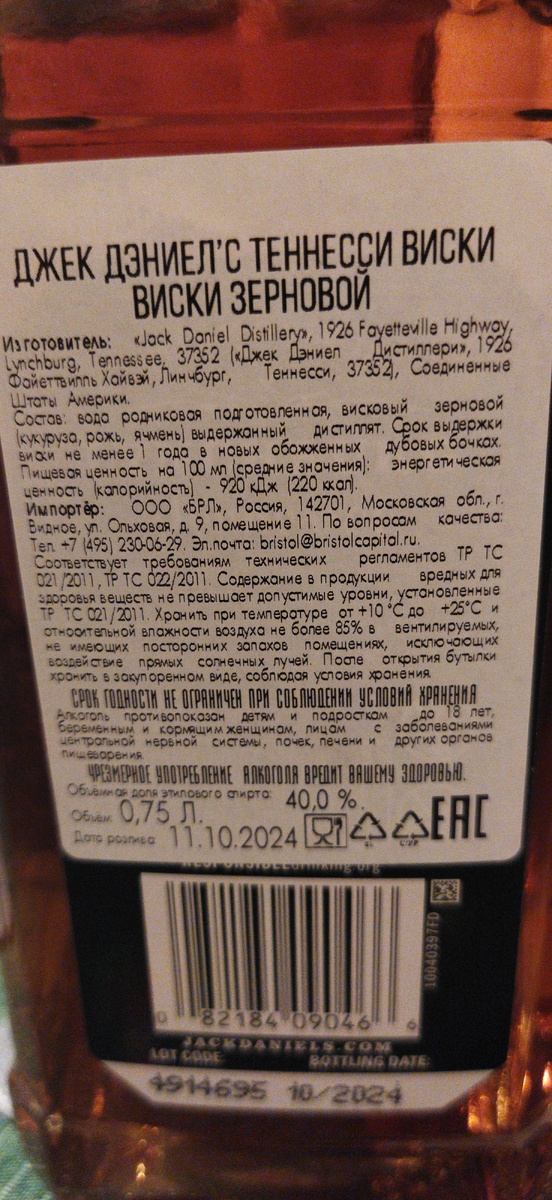 ДЖЕК ДЭНИЕЛ'С ТЕННЕССИ ВИСКИ
ВИСКИ ЗЕРНОВОЙ
Изготовитель: «Jack Daniel Distillery», 1926 Fayetteville Highway,
Lynchburg, Tennessee, 37352 («Джек Дэниел Дистиллери», 1926
Файеттвилль Хайвэй, Линчбург, Теннесси, 37352), Соединенные
Штаты Америки.
Состав: вода родниковая подготовленная, висковый зерновой
(кукуруза, рожь, ячмень) выдержанный дистиллят. Срок выдержки
виски не менее 1 года в новых обожженных дубовых бочках.
Пищевая ценность на 100 мл (средние значения): энергетическая
ценность (калорийность) - 920 кДж (220 ккал).
Импортёр: ООО «БРЛ», Россия, 142701, Московская обл., г.
Видное, ул. Ольховая, д. 9, помещение 11. По вопросам качества:
Тел. +7 (495) 230-06-29. Эл.почта: bristol@bristolcapital.ru.
Соответствует требованиям технических регламентов ТР ТС
021/2011, ТР ТС 022/2011. Содержание в продукции вредных для
здоровья веществ не превышает допустимые уровни, установленные
ТР ТС 021/2011. Хранить при температуре от +10 °С до +25°С и
относительной влажности воздуха не более 85% в вентилируемых,
не имеющих посторонних запахов помещениях, исключающих
воздействие прямых солнечных лучей. После открытия бутылки
хранить в закупоренном виде, соблюдая условия хранения.
СРОК ГОДНОСТИ НЕ ОГРАНИЧЕН ПРИ СОБЛЮДЕНИИ УСЛОВИЙ ХРАНЕНИЯ
Алкоголь противопоказан детям и подросткам до 18 лет,
беременным и кормящим женщинам, лицам с заболеваниями
центральной нервной системы, почек, печени и других органов
пищеварения.
ЧРЕЗМЕРНОЕ УПОТРЕБЛЕНИЕ АЛКОГОЛЯ ВРЕДИТ ВАШЕМУ ЗДОРОВЬЮ.
Объёмная доля этилового спирта: 40,0 %.
Объём: 0,75 Л.
Дата розлива: 11.10.2024 EAC
RESPONSIBLEdrinking.org
10040397FD
0 82184 09046 6
JACKDANIELS.COM
LOT CODE: BOTTLING DATE:
4914695 10/2024